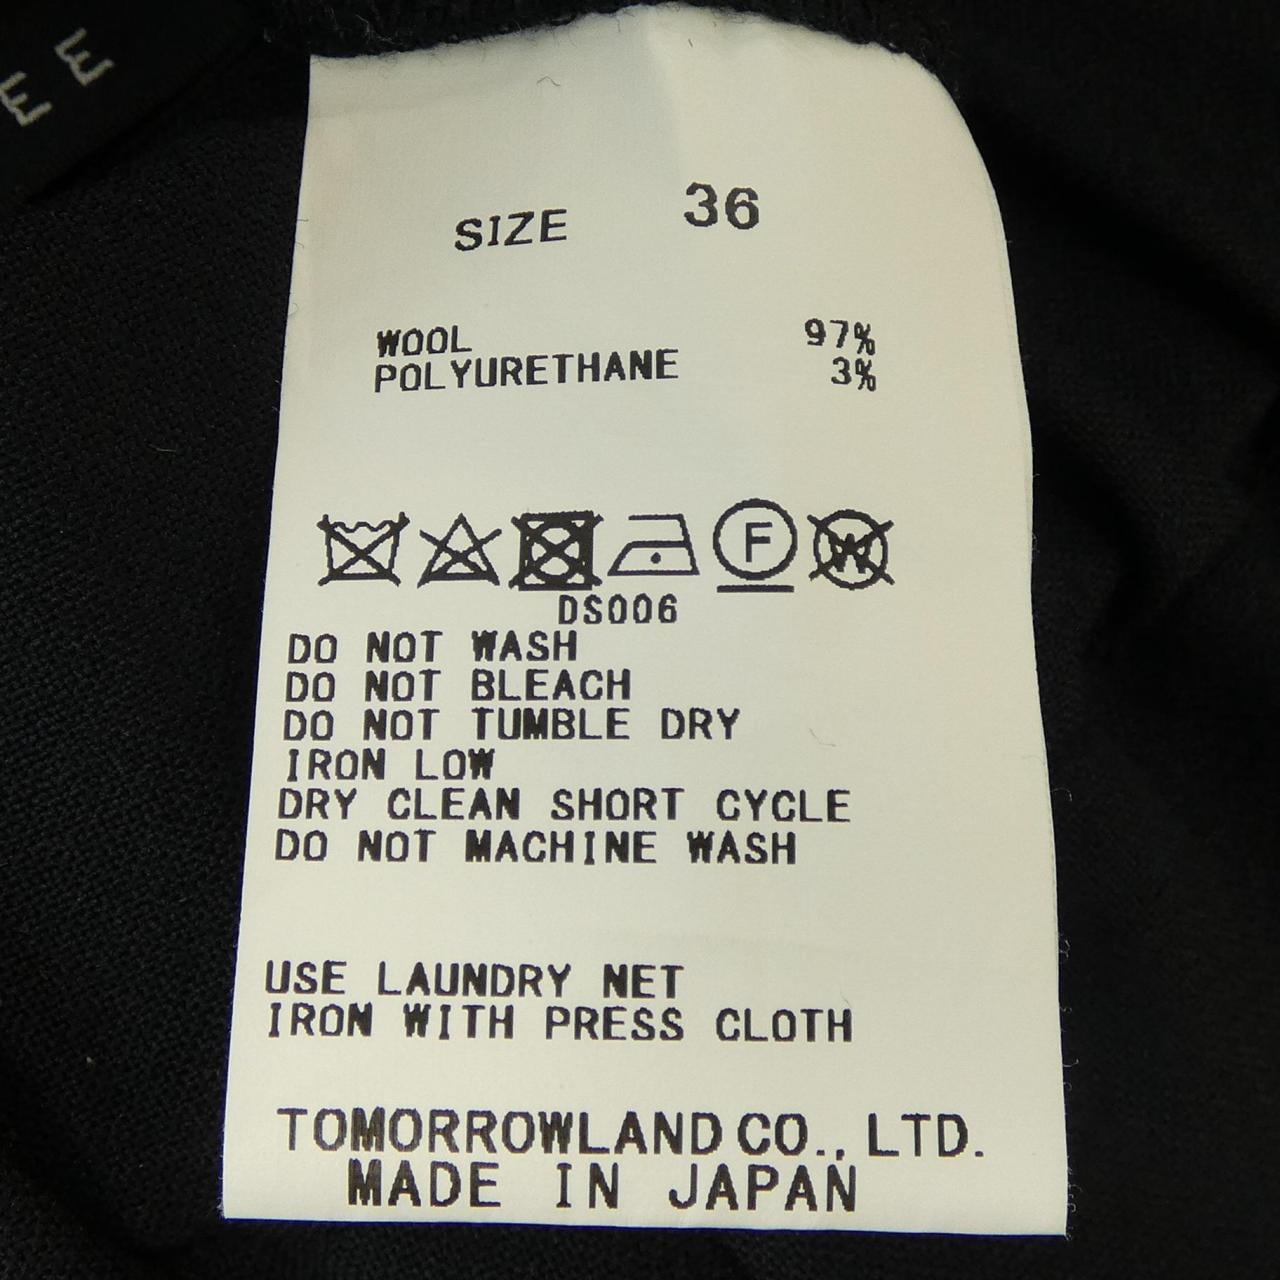 EE
SIZE 36
WOOL 97%
POLYURETHANE 3%
F W
DS006
DO NOT WASH
DO NOT BLEACH
DO NOT TUMBLE DRY
IRON LOW
DRY CLEAN SHORT CYCLE
DO NOT MACHINE WASH
USE LAUNDRY NET
IRON WITH PRESS CLOTH
TOMORROWLAND CO., LTD.
MADE IN JAPAN